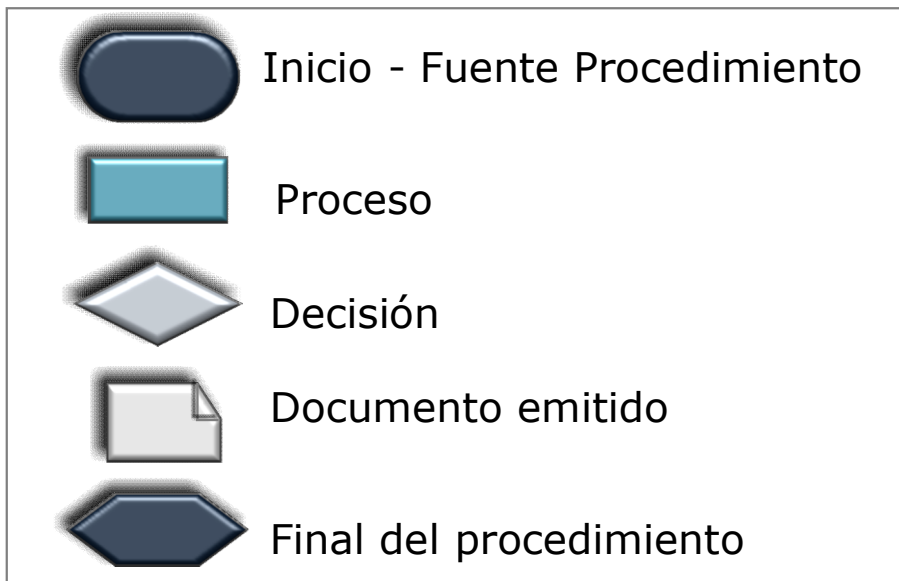 Inicio - Fuente Procedimiento
Proceso
Decisión
Documento emitido
Final del procedimiento